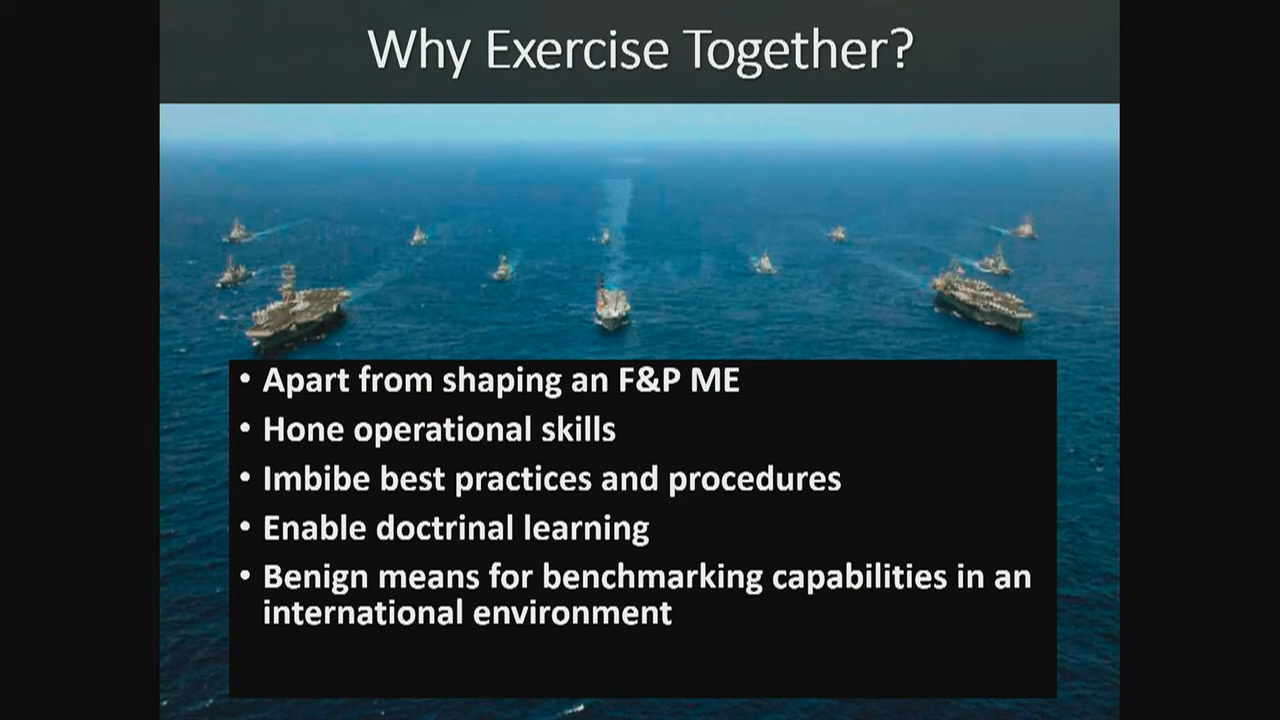 Why Exercise Together?
• Apart from shaping an F&P ME
• Hone operational skills
• Imbibe best practices and procedures
• Enable doctrinal learning
• Benign means for benchmarking capabilities in an
international environment